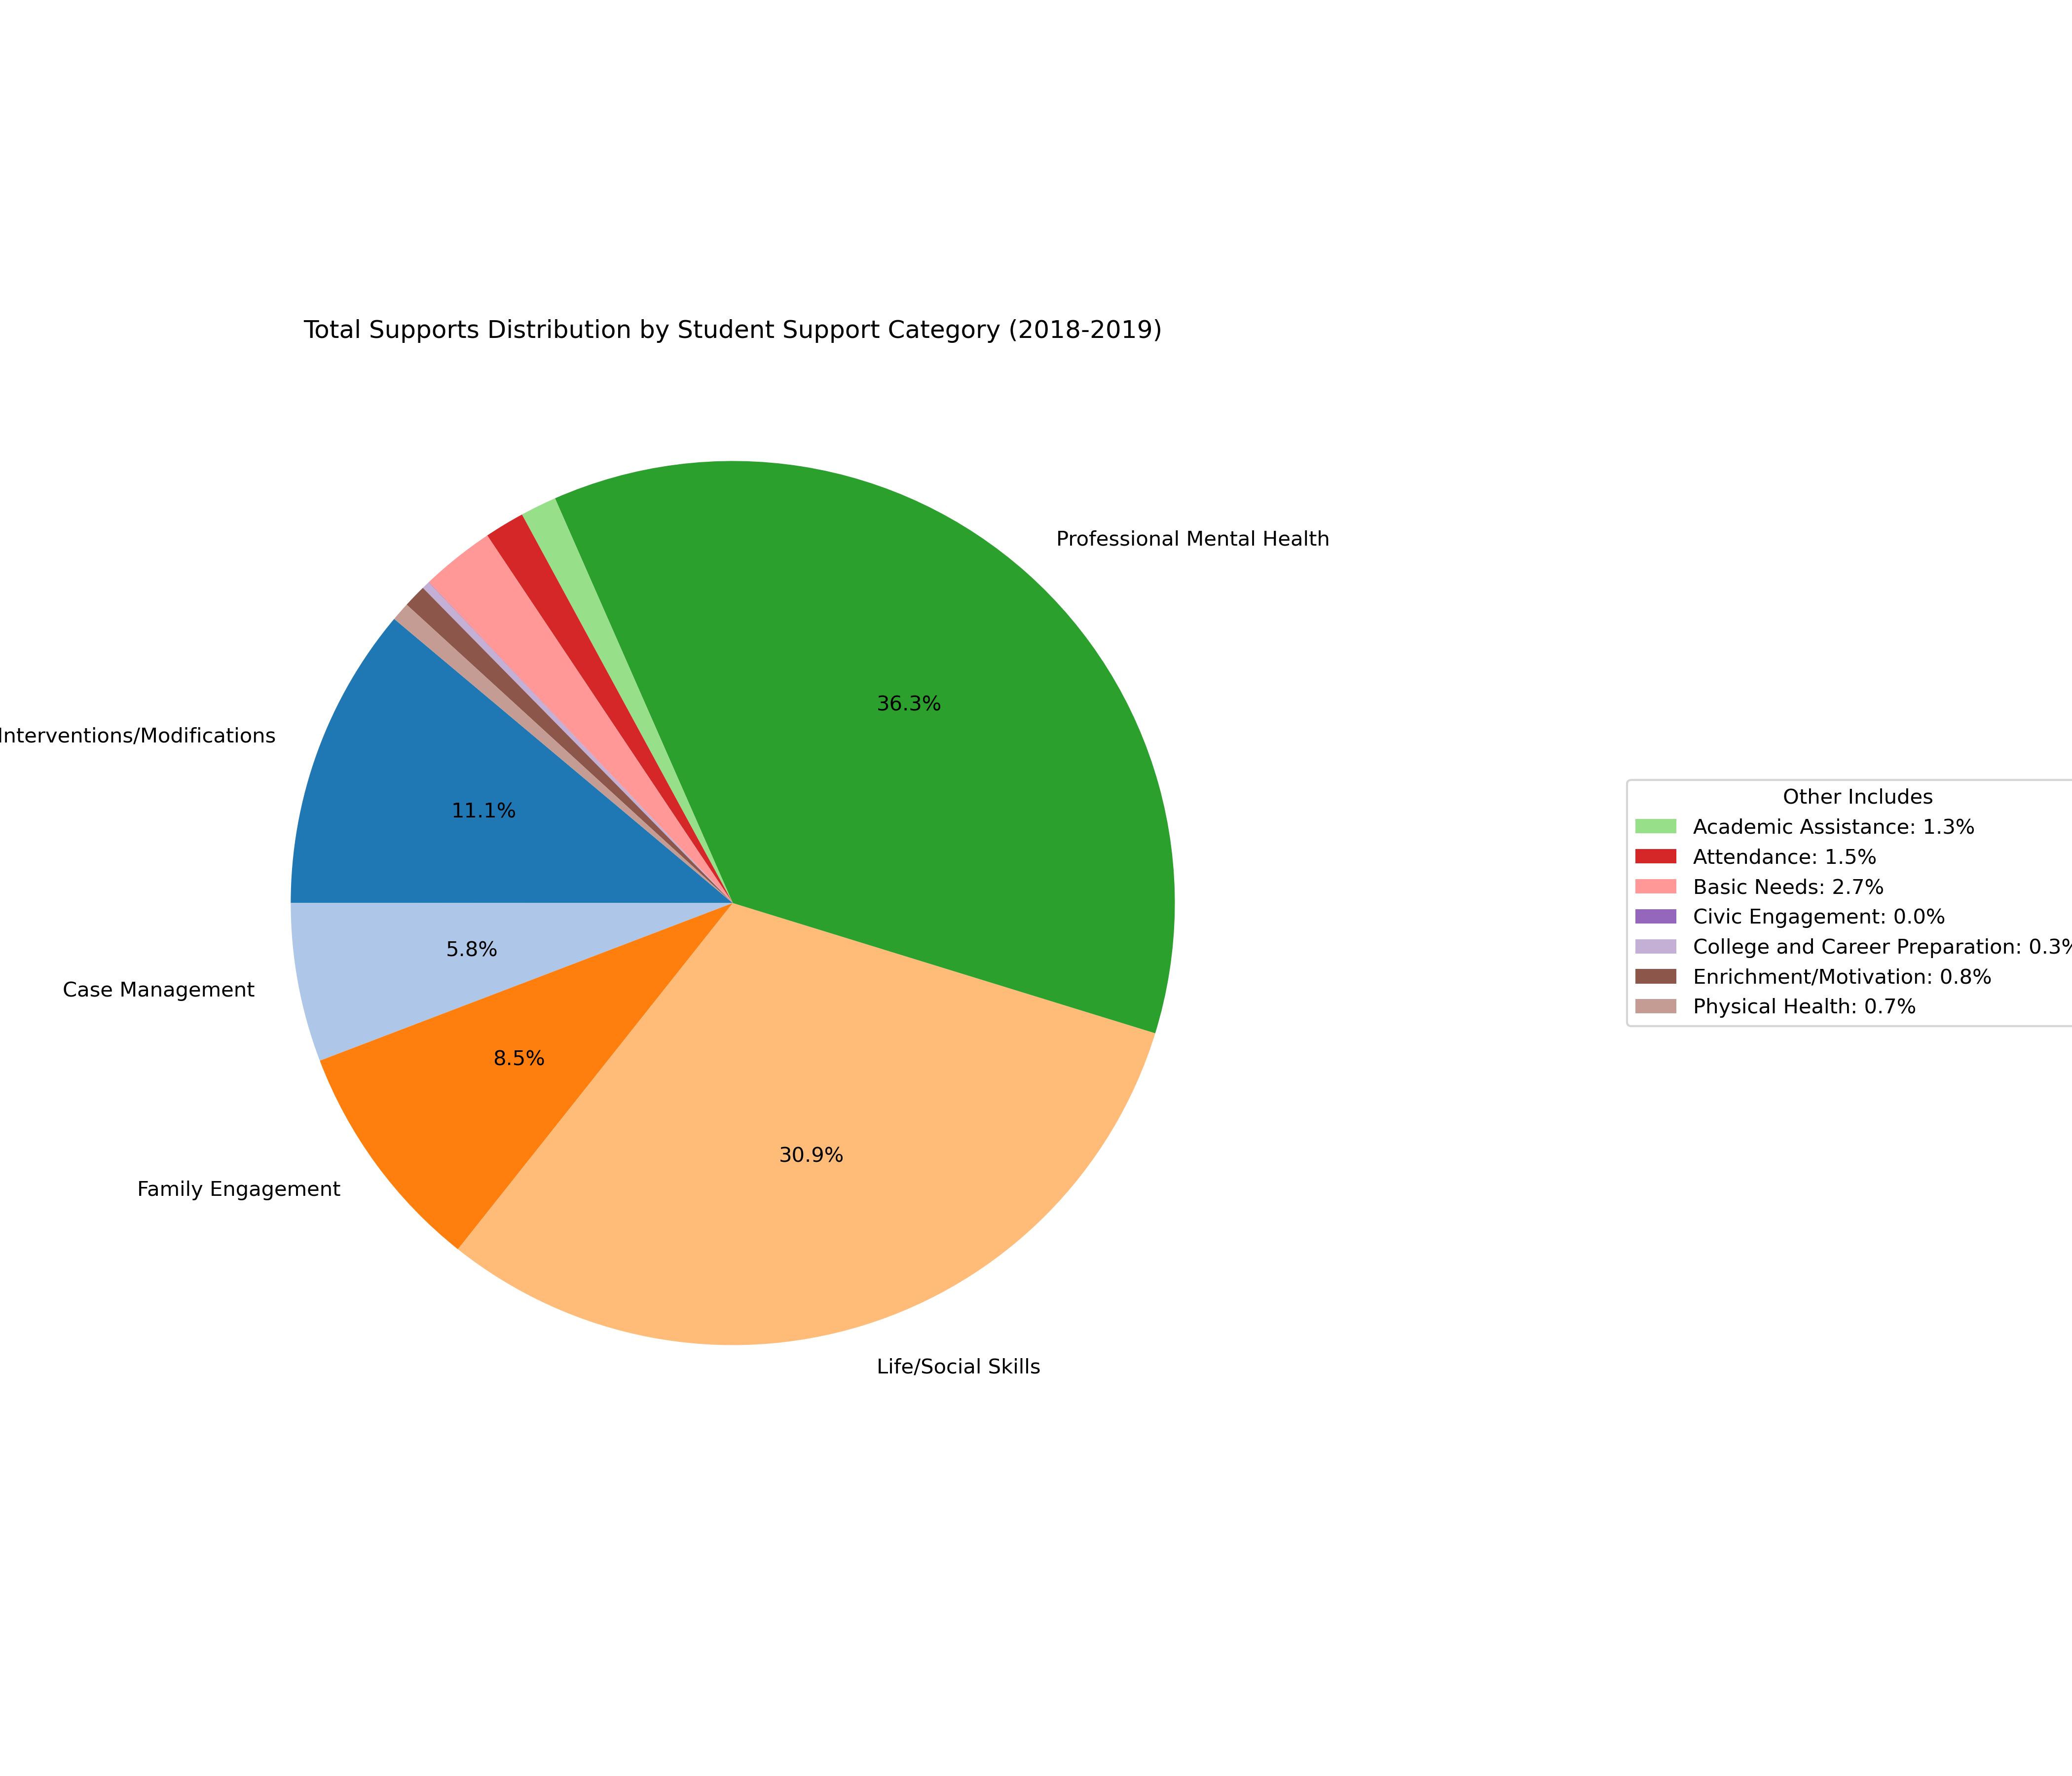 Total Supports Distribution by Student Support Category (2018-2019)
Professional Mental Health
36.3%
Interventions/Modifications
11.1%
5.8%
Case Management
8.5%
Family Engagement
30.9%
Life/Social Skills
Other Includes
Academic Assistance: 1.3%
Attendance: 1.5%
Basic Needs: 2.7%
Civic Engagement: 0.0%
College and Career Preparation: 0.3%
Enrichment/Motivation: 0.8%
Physical Health: 0.7%